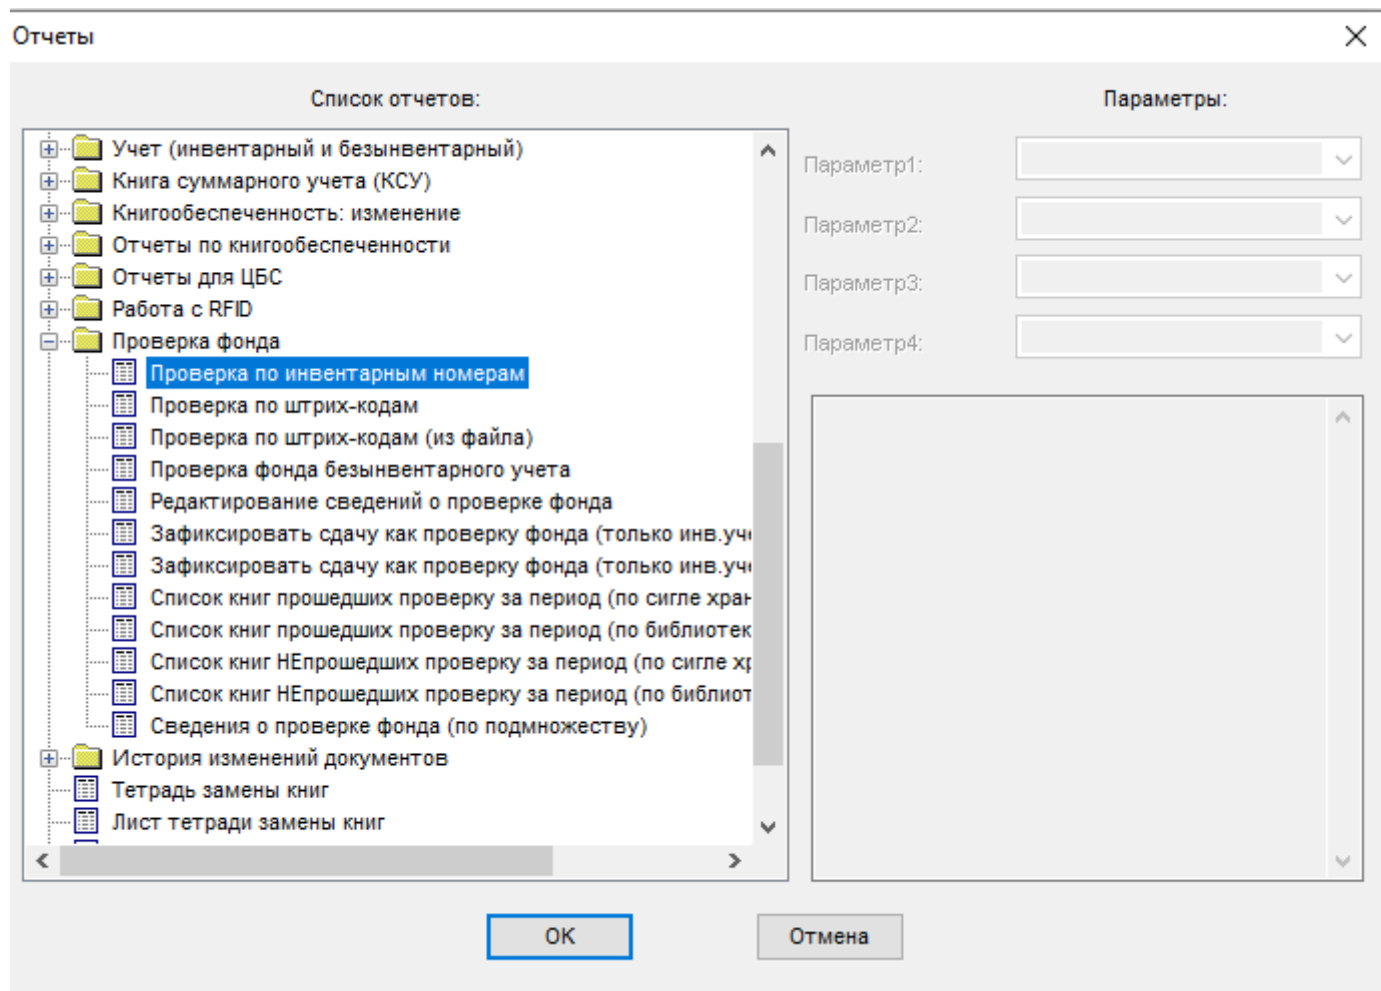 Отчеты
Список отчетов:
Параметры:
Учет (инвентарный и безынвентарный)
Книга суммарного учета (КСУ)
Книгообеспеченность: изменение
Отчеты по книгообеспеченности
Отчеты для ЦБС
Работа с RFID
Проверка фонда
Проверка по инвентарным номерам
Проверка по штрих-кодам
Проверка по штрих-кодам (из файла)
Проверка фонда безынвентарного учета
Редактирование сведений о проверке фонда
Зафиксировать сдачу как проверку фонда (только инв.уч
Зафиксировать сдачу как проверку фонда (только инв.уч
Список книг прошедших проверку за период (по сигле хран
Список книг прошедших проверку за период (по библиотек
Список книг НЕпрошедших проверку за период (по сигле хр
Список книг НЕпрошедших проверку за период (по библиот
Сведения о проверке фонда (по подмножеству)
История изменений документов
Тетрадь замены книг
Лист тетради замены книг
Параметр1:
Параметр2:
Параметр3:
Параметр4:
OK
Отмена